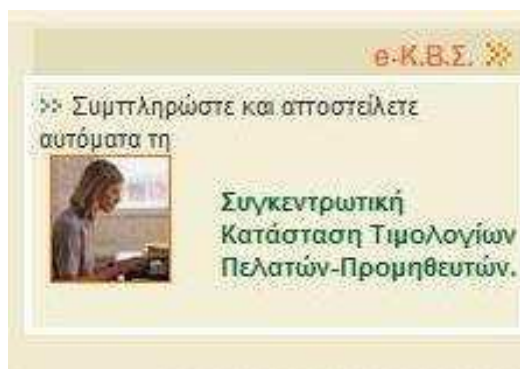 e-Κ.Β.Σ. »
>> Συμπληρώστε και αποστείλετε
αυτόματα τη
Συγκεντρωτική
Κατάσταση Τιμολογίων
Πελατών-Προμηθευτών.